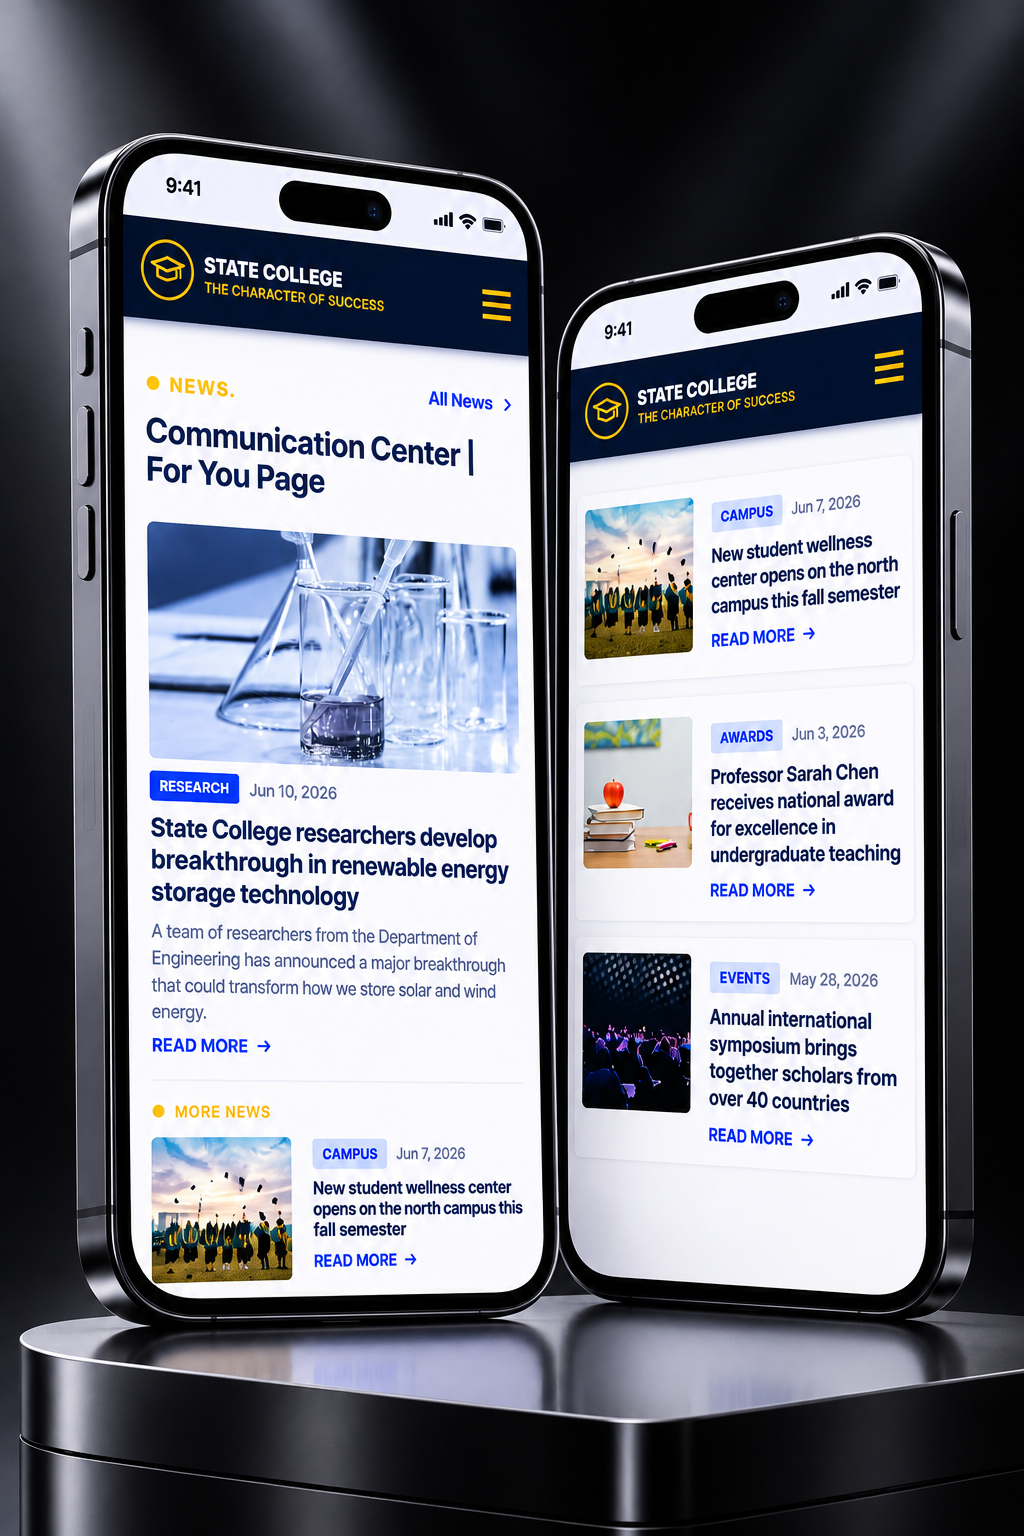 9:41
STATE COLLEGE
THE CHARACTER OF SUCCESS
NEWS.
All News
Communication Center |
For You Page
RESEARCH
Jun 10, 2026
State College researchers develop
breakthrough in renewable energy
storage technology
A team of researchers from the Department of
Engineering has announced a major breakthrough
that could transform how we store solar and wind
energy.
READ MORE →
MORE NEWS
CAMPUS
Jun 7, 2026
New student wellness center
opens on the north campus this
fall semester
READ MORE →
9:41
STATE COLLEGE
THE CHARACTER OF SUCCESS
CAMPUS
Jun 7, 2026
New student wellness
center opens on the north
campus this fall semester
READ MORE →
AWARDS
Jun 3, 2026
Professor Sarah Chen
receives national award
for excellence in
undergraduate teaching
READ MORE →
EVENTS
May 28, 2026
Annual international
symposium brings
together scholars from
over 40 countries
READ MORE →